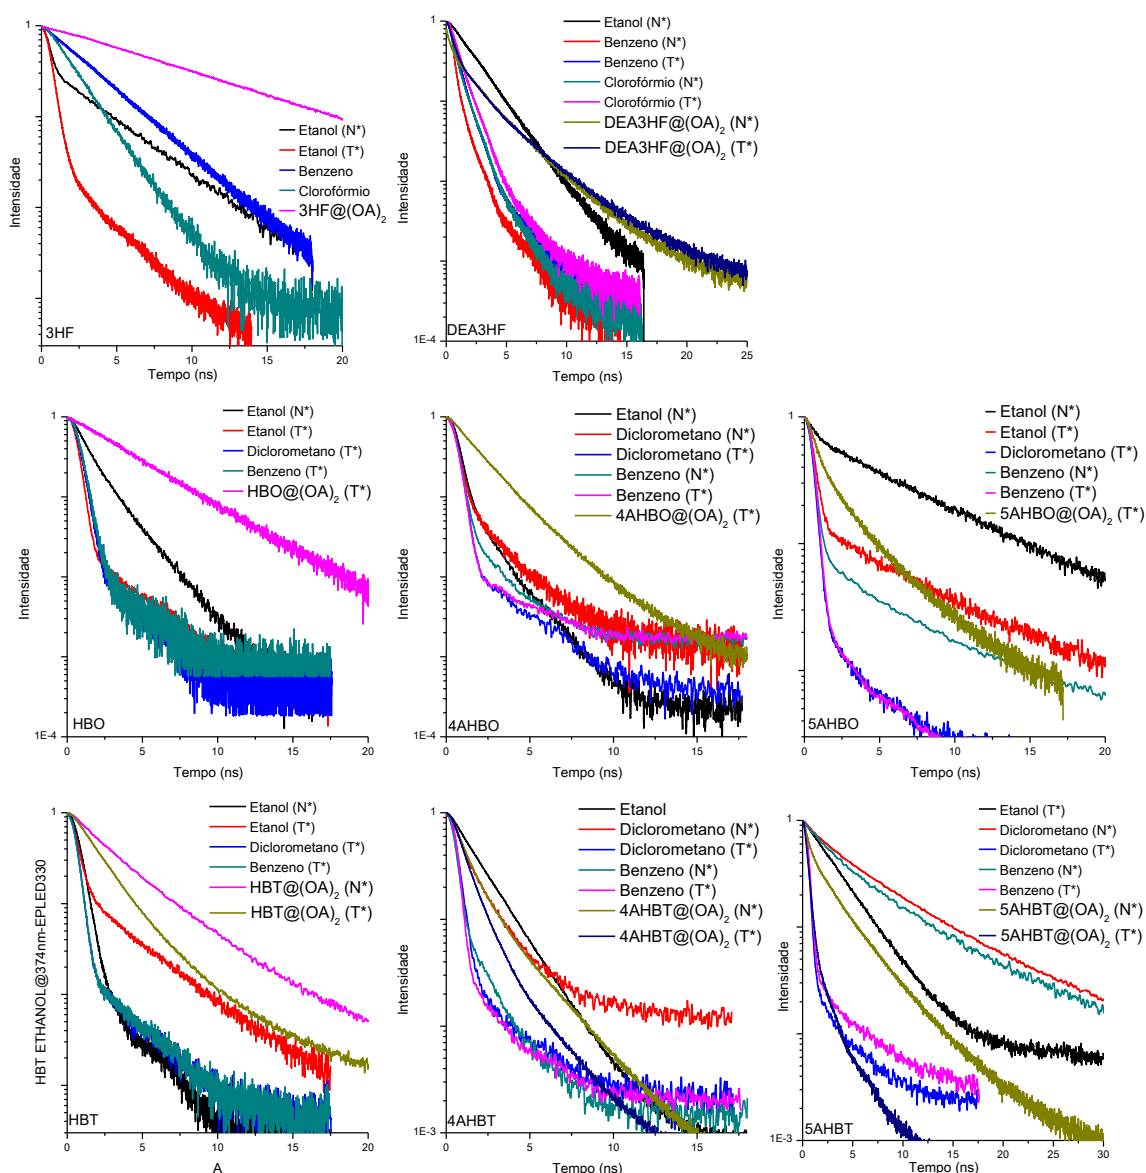 1
Intensidade
Etanol (N*)
Etanol (T*)
Benzeno
Clorofórmio
3HF@(OA)2
3HF
0 5 10 15 20
Tempo (ns)
1
Intensidade
Etanol (N*)
Benzeno (N*)
Benzeno (T*)
Clorofórmio (N*)
Clorofórmio (T*)
DEA3HF@(OA)2 (N*)
DEA3HF@(OA)2 (T*)
1E-4
DEA3HF
0 5 10 15 20 25
Tempo (ns)
1
Intensidade
Etanol (N*)
Etanol (T*)
Diclorometano (T*)
Benzeno (T*)
HBO@(OA)2 (T*)
1E-4
HBO
0 5 10 15 20
Tempo (ns)
1
Intensidade
Etanol (N*)
Diclorometano (N*)
Diclorometano (T*)
Benzeno (N*)
Benzeno (T*)
4AHBO@(OA)2 (T*)
1E-4
4AHBO
0 5 10 15
Tempo (ns)
1
Intensidade
Etanol (N*)
Etanol (T*)
Diclorometano (T*)
Benzeno (N*)
Benzeno (T*)
5AHBO@(OA)2 (T*)
5AHBO
0 5 10 15 20
Tempo (ns)
1
HBT ETHANOL@374nm-EPLED330
Etanol (N*)
Etanol (T*)
Diclorometano (T*)
Benzeno (T*)
HBT@(OA)2 (N*)
HBT@(OA)2 (T*)
HBT
0 5 10 15 20
A
1
Intensidade
Etanol
Diclorometano (N*)
Diclorometano (T*)
Benzeno (N*)
Benzeno (T*)
4AHBT@(OA)2 (N*)
4AHBT@(OA)2 (T*)
1E-3
4AHBT
0 5 10 15
Tempo (ns)
1
Intensidade
Etanol (T*)
Diclorometano (N*)
Diclorometano (T*)
Benzeno (N*)
Benzeno (T*)
5AHBT@(OA)2 (N*)
5AHBT@(OA)2 (T*)
1E-3
5AHBT
0 5 10 15 20 25 30
Tempo (ns)